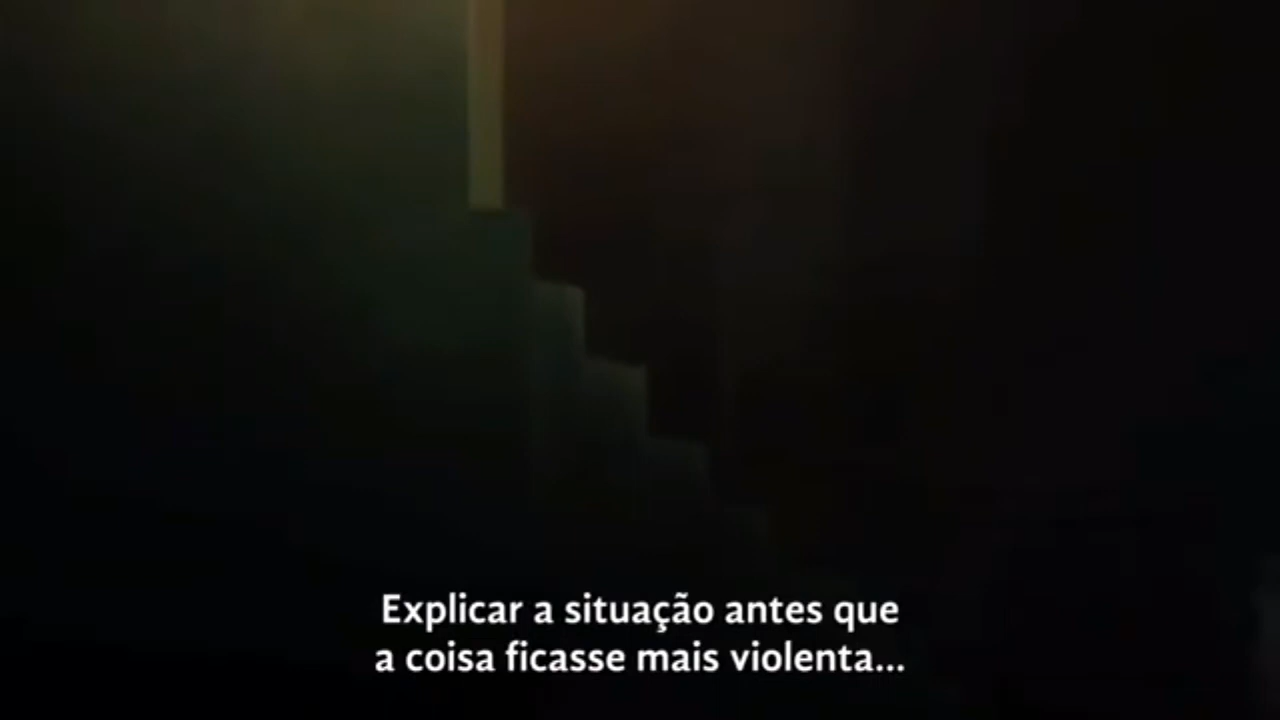 Explicar a situação antes que
a coisa ficasse mais violenta...